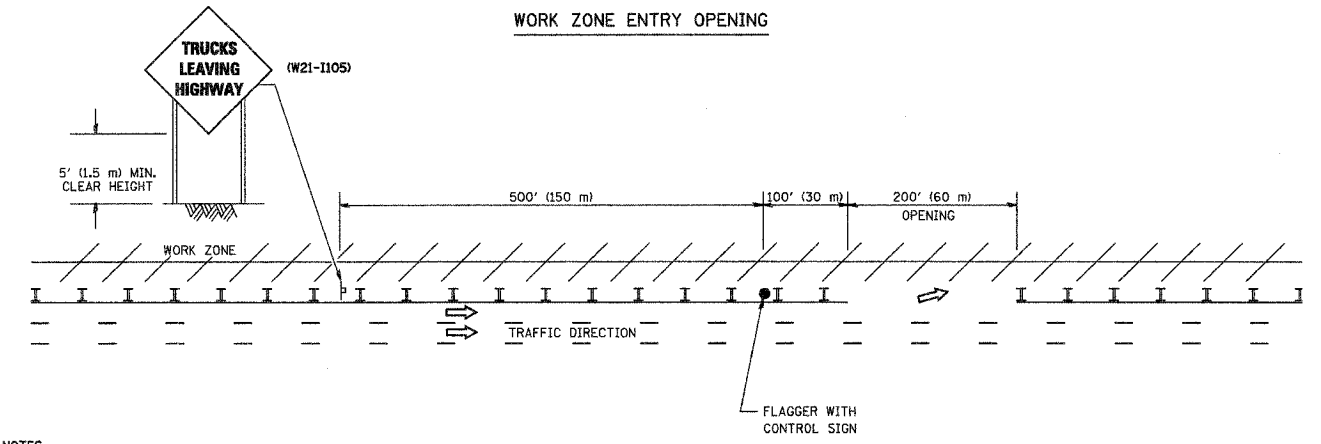 WORK ZONE ENTRY OPENING
TRUCKS
LEAVING
HIGHWAY
(W21-I105)
5' (1.5 m) MIN.
CLEAR HEIGHT
500' (150 m)
100' (30 m)
200' (60 m)
OPENING
WORK ZONE
TRAFFIC DIRECTION
FLAGGER WITH
CONTROL SIGN
NOTES